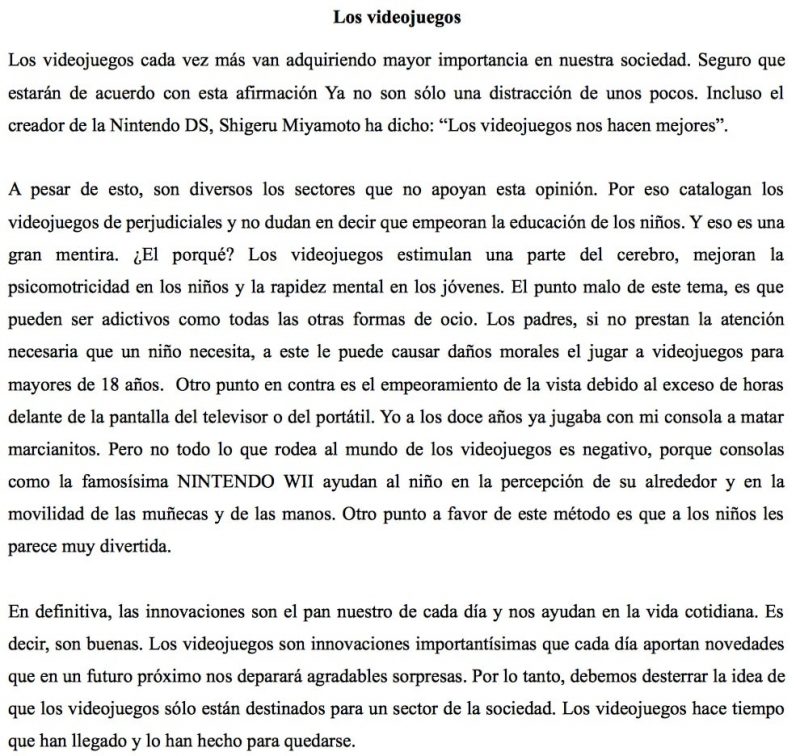 Los videojuegos
Los videojuegos cada vez más van adquiriendo mayor importancia en nuestra sociedad. Seguro que
estarán de acuerdo con esta afirmación Ya no son sólo una distracción de unos pocos. Incluso el
creador de la Nintendo DS, Shigeru Miyamoto ha dicho: “Los videojuegos nos hacen mejores”.
A pesar de esto, son diversos los sectores que no apoyan esta opinión. Por eso catalogan los
videojuegos de perjudiciales y no dudan en decir que empeoran la educación de los niños. Y eso es una
gran mentira. ¿El porqué? Los videojuegos estimulan una parte del cerebro, mejoran la
psicomotricidad en los niños y la rapidez mental en los jóvenes. El punto malo de este tema, es que
pueden ser adictivos como todas las otras formas de ocio. Los padres, si no prestan la atención
necesaria que un niño necesita, a este le puede causar daños morales el jugar a videojuegos para
mayores de 18 años.  Otro punto en contra es el empeoramiento de la vista debido al exceso de horas
delante de la pantalla del televisor o del portátil. Yo a los doce años ya jugaba con mi consola a matar
marcianitos. Pero no todo lo que rodea al mundo de los videojuegos es negativo, porque consolas
como la famosísima NINTENDO WII ayudan al niño en la percepción de su alrededor y en la
movilidad de las muñecas y de las manos. Otro punto a favor de este método es que a los niños les
parece muy divertida.
En definitiva, las innovaciones son el pan nuestro de cada día y nos ayudan en la vida cotidiana. Es
decir, son buenas. Los videojuegos son innovaciones importantísimas que cada día aportan novedades
que en un futuro próximo nos deparará agradables sorpresas. Por lo tanto, debemos desterrar la idea de
que los videojuegos sólo están destinados para un sector de la sociedad. Los videojuegos hace tiempo
que han llegado y lo han hecho para quedarse.